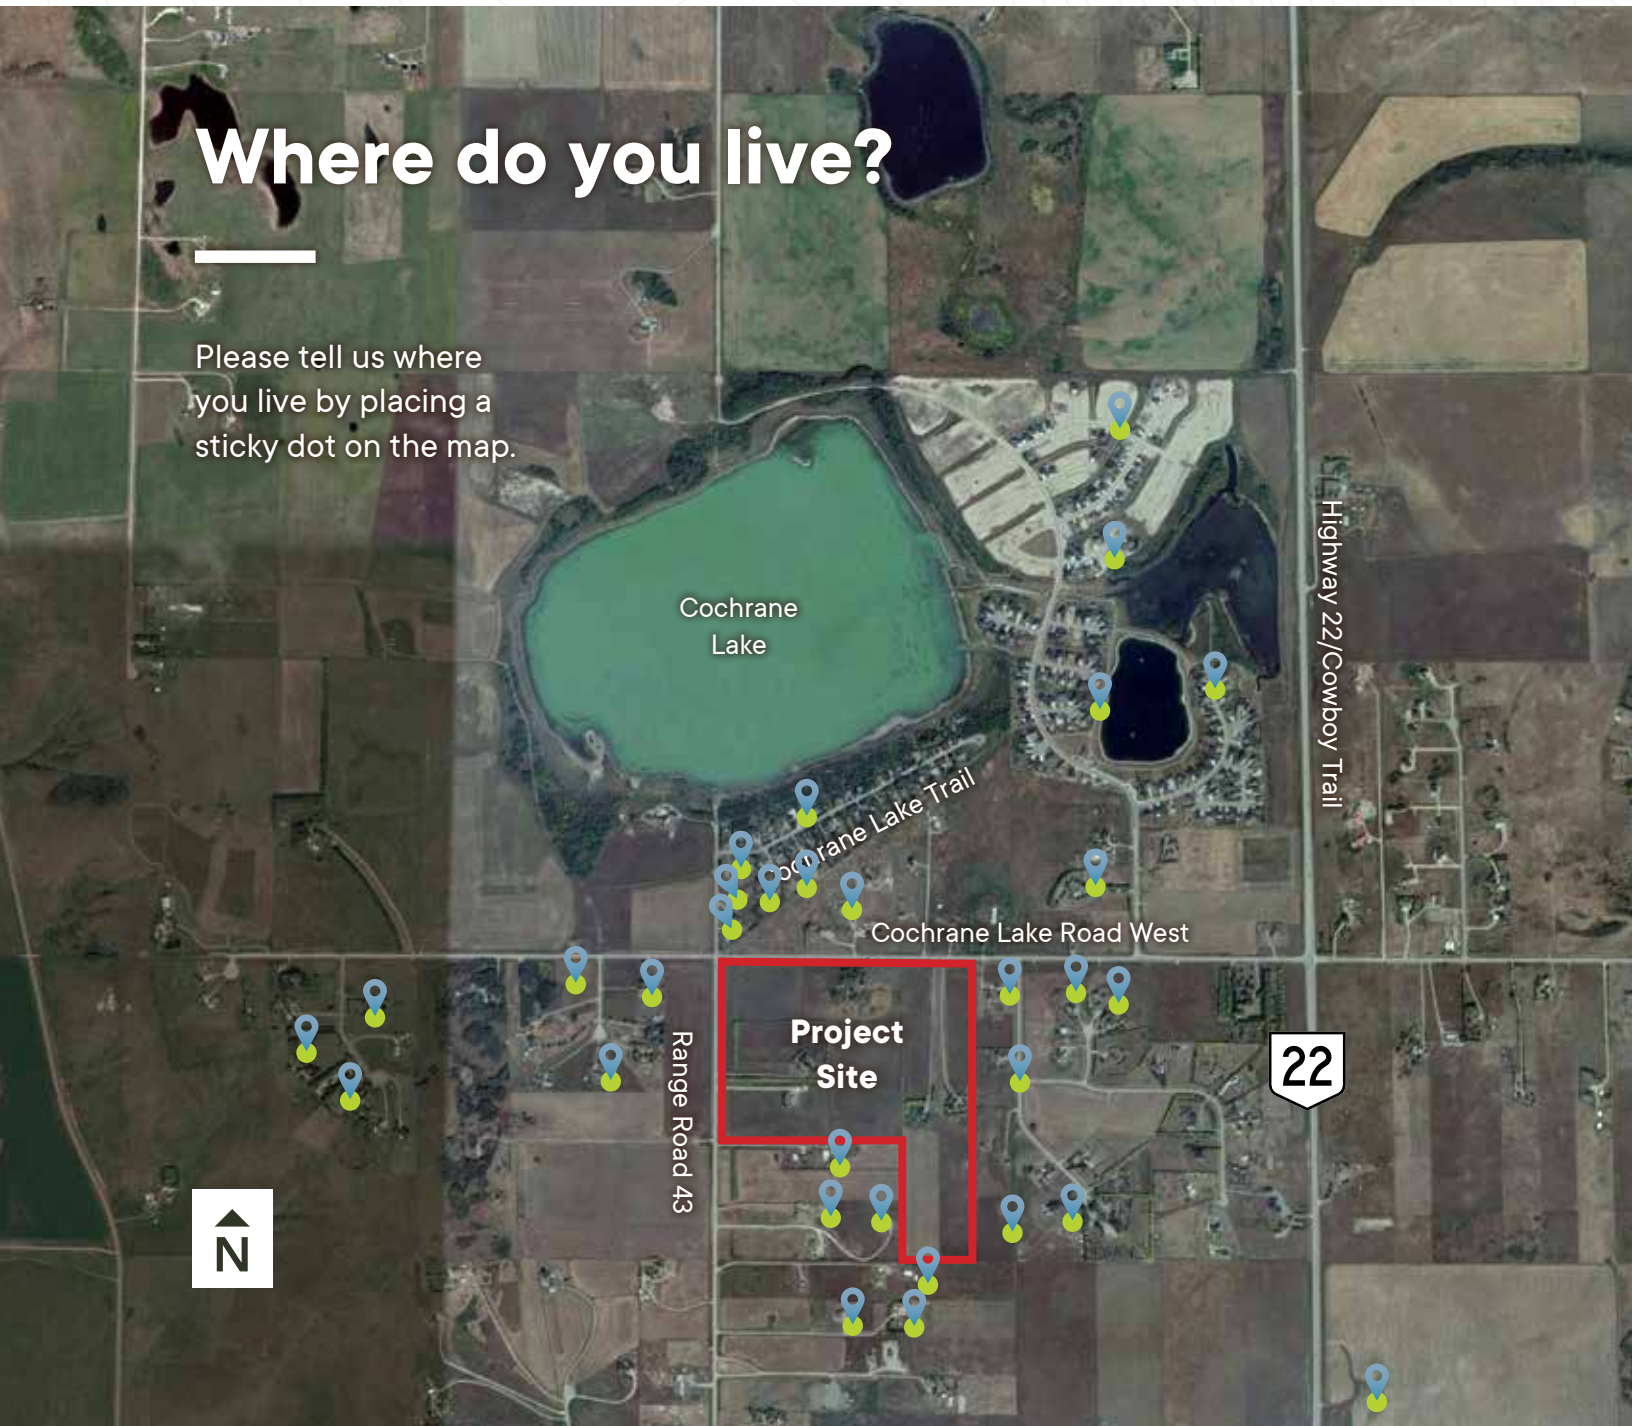 Where do you live?
Please tell us where
you live by placing a
sticky dot on the map.
Cochrane
Lake
Highway 22/Cowboy Trail
Cochrane Lake Trail
Cochrane Lake Road West
Project
Site
Range Road 43
22
N